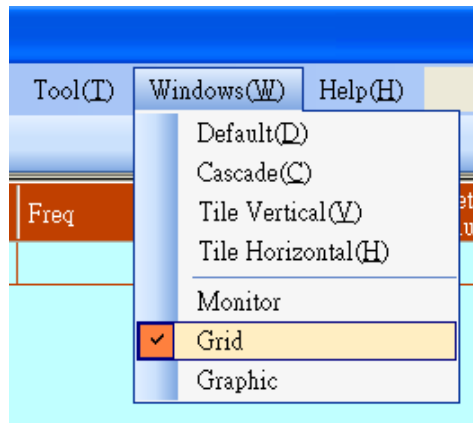 Tool(T) Windows(W) Help(H)
Default(D)
Cascade(C)
Freq
Tile Vertical(V)
Tile Horizontal(H)
Monitor
Grid
Graphic